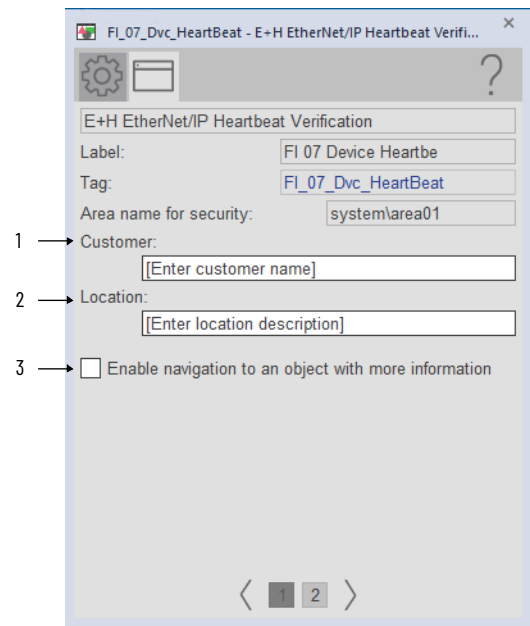 FI_07_Dvc_HeartBeat - E+H EtherNet/IP Heartbeat Verifi... ×
?
E+H EtherNet/IP Heartbeat Verification
Label: FI 07 Device Heartbe
Tag: FI_07_Dvc_HeartBeat
Area name for security: system\area01
1 Customer:
[Enter customer name]
2 Location:
[Enter location description]
3 Enable navigation to an object with more information
1 2